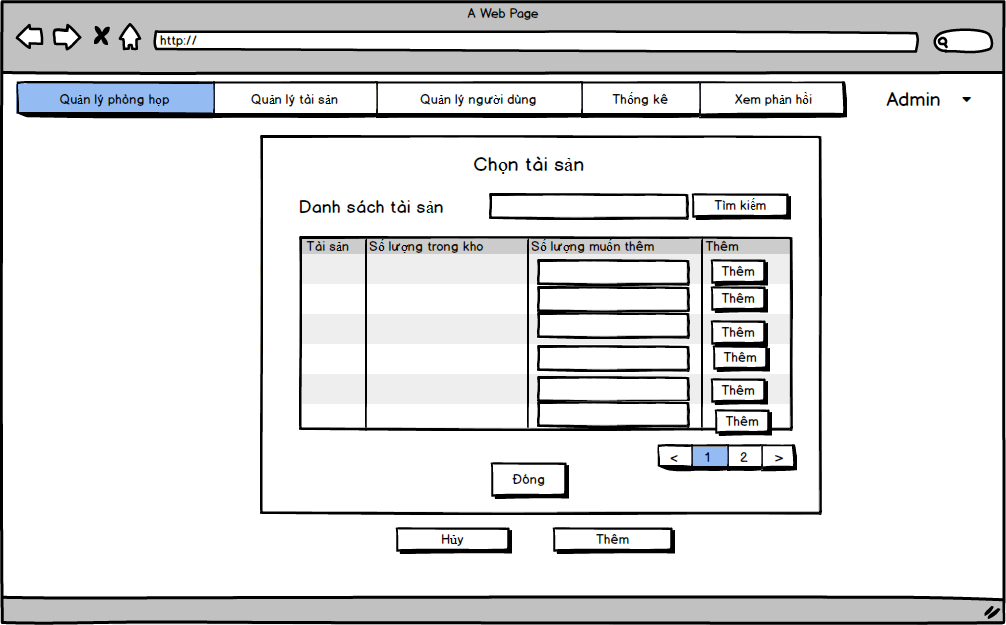 A Web Page
http://
Quản lý phòng họp Quản lý tài sản Quản lý người dùng Thống kê Xem phản hồi Admin
Chọn tài sản
Danh sách tài sản Tìm kiếm
Tài sản Số lượng trong kho Số lượng muốn thêm Thêm
Thêm
Thêm
Thêm
Thêm
Thêm
Thêm
< 1 2 >
Đóng
Hủy Thêm